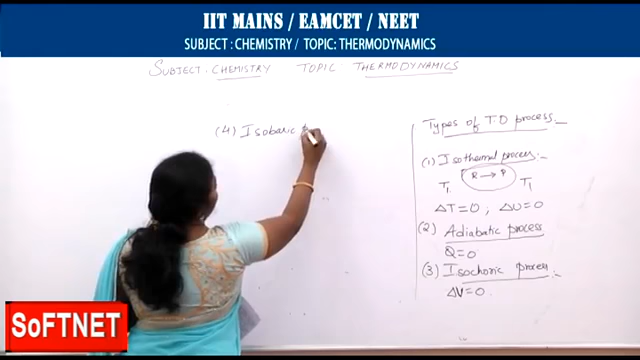 IIT MAINS / EAMCET / NEET
SUBJECT : CHEMISTRY / TOPIC: THERMODYNAMICS
SUBJECT: CHEMISTRY TOPIC: THERMODYNAMICS
(4) Isobaric
Types of T.D process
(1) Isothermal process
R → P
T₁ T₁
ΔT=0 ; ΔU=0
(2) Adiabatic process
Q=0
(3) Isochoric process
ΔV=0
SOFTNET